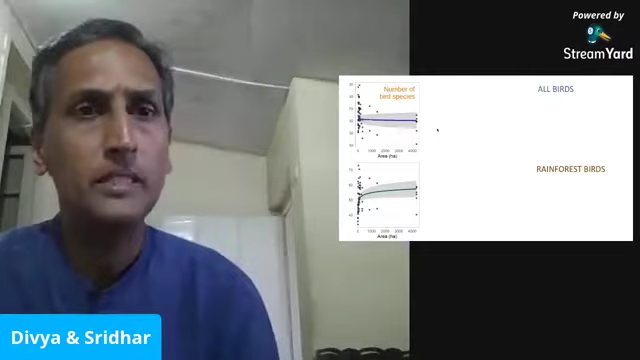 Powered by
StreamYard
Number of
bird species
ALL BIRDS
Area (ha)
RAINFOREST BIRDS
Area (ha)
Divya & Sridhar